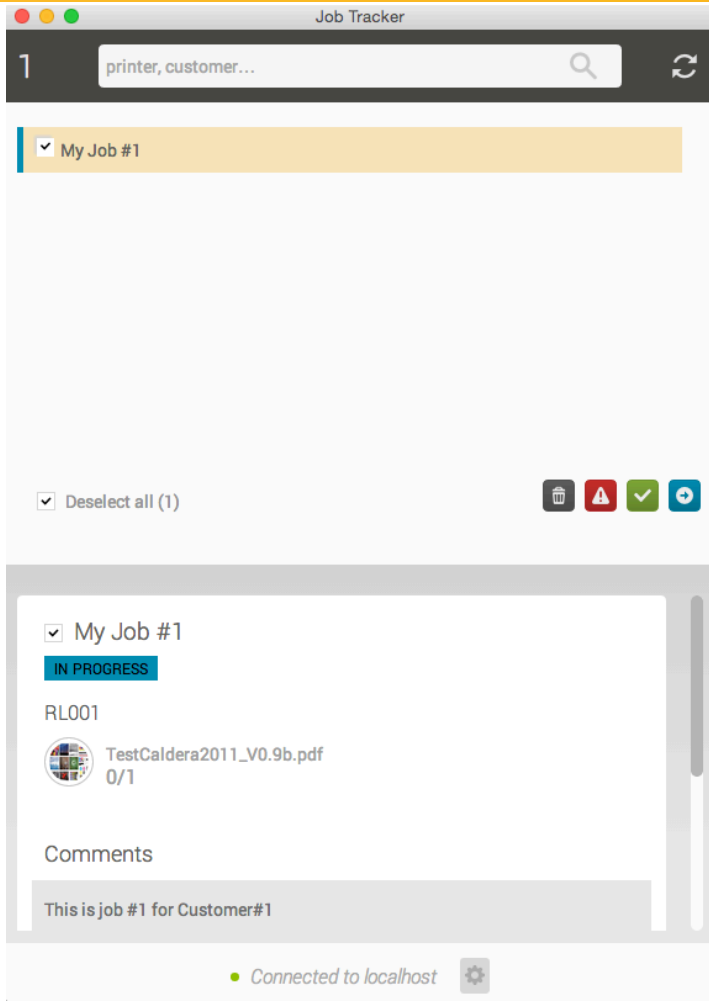 Job Tracker
1
printer, customer...
My Job #1
Deselect all (1)
My Job #1
IN PROGRESS
RL001
TestCaldera2011_V0.9b.pdf
0/1
Comments
This is job #1 for Customer#1
Connected to localhost